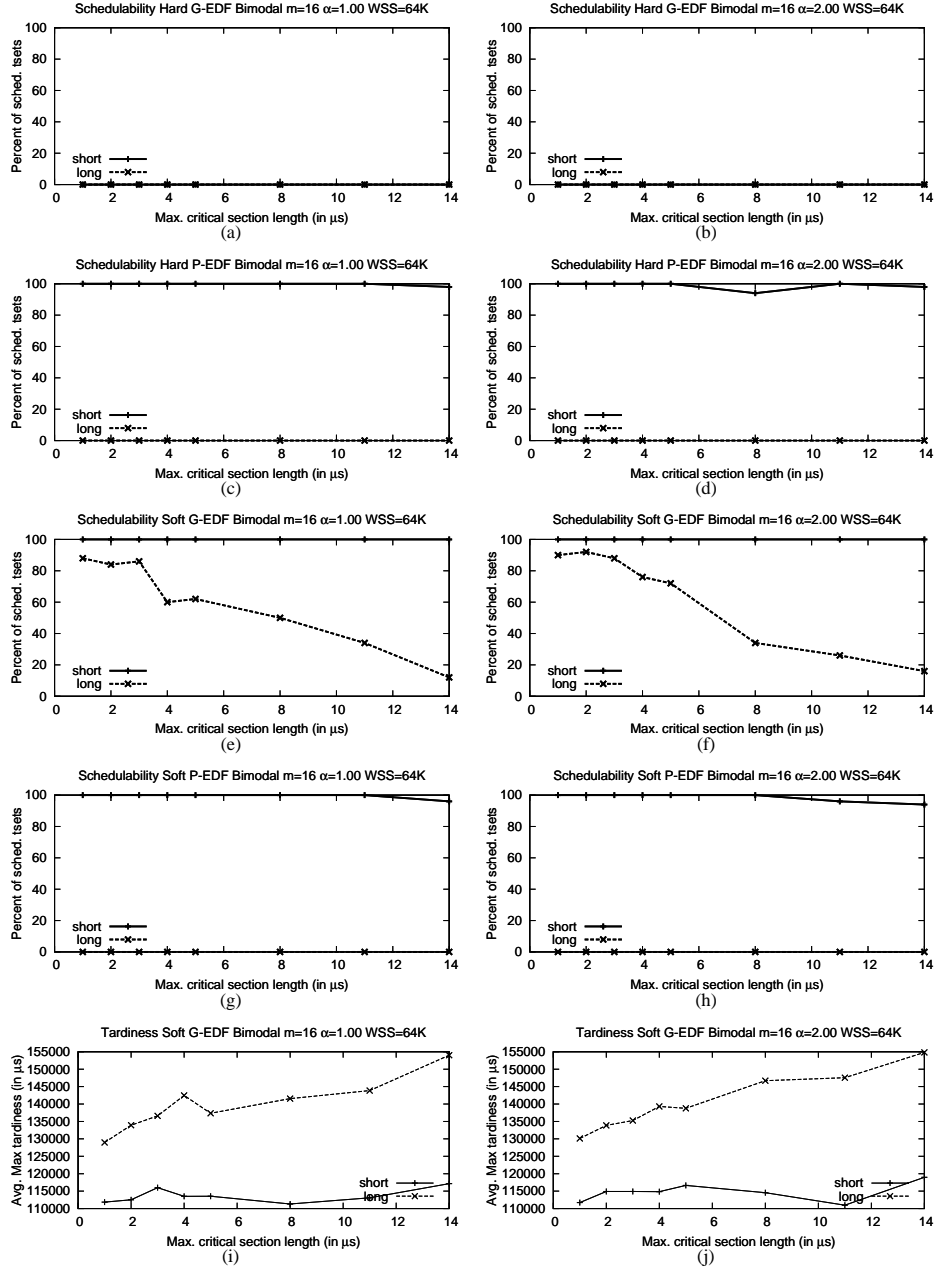 Schedulability Hard G-EDF Bimodal m=16 α=1.00 WSS=64K
Percent of sched. tsets
100
80
60
40
20
0
short
long
0 2 4 6 8 10 12 14
Max. critical section length (in μs)
(a)
Schedulability Hard G-EDF Bimodal m=16 α=2.00 WSS=64K
Percent of sched. tsets
100
80
60
40
20
0
short
long
0 2 4 6 8 10 12 14
Max. critical section length (in μs)
(b)
Schedulability Hard P-EDF Bimodal m=16 α=1.00 WSS=64K
Percent of sched. tsets
100
80
60
40
20
0
short
long
0 2 4 6 8 10 12 14
Max. critical section length (in μs)
(c)
Schedulability Hard P-EDF Bimodal m=16 α=2.00 WSS=64K
Percent of sched. tsets
100
80
60
40
20
0
short
long
0 2 4 6 8 10 12 14
Max. critical section length (in μs)
(d)
Schedulability Soft G-EDF Bimodal m=16 α=1.00 WSS=64K
Percent of sched. tsets
100
80
60
40
20
0
short
long
0 2 4 6 8 10 12 14
Max. critical section length (in μs)
(e)
Schedulability Soft G-EDF Bimodal m=16 α=2.00 WSS=64K
Percent of sched. tsets
100
80
60
40
20
0
short
long
0 2 4 6 8 10 12 14
Max. critical section length (in μs)
(f)
Schedulability Soft P-EDF Bimodal m=16 α=1.00 WSS=64K
Percent of sched. tsets
100
80
60
40
20
0
short
long
0 2 4 6 8 10 12 14
Max. critical section length (in μs)
(g)
Schedulability Soft P-EDF Bimodal m=16 α=2.00 WSS=64K
Percent of sched. tsets
100
80
60
40
20
0
short
long
0 2 4 6 8 10 12 14
Max. critical section length (in μs)
(h)
Tardiness Soft G-EDF Bimodal m=16 α=1.00 WSS=64K
Avg. Max tardiness (in μs)
155000
150000
145000
140000
135000
130000
125000
120000
115000
110000
short
long
0 2 4 6 8 10 12 14
Max. critical section length (in μs)
(i)
Tardiness Soft G-EDF Bimodal m=16 α=2.00 WSS=64K
Avg. Max tardiness (in μs)
155000
150000
145000
140000
135000
130000
125000
120000
115000
110000
short
long
0 2 4 6 8 10 12 14
Max. critical section length (in μs)
(j)